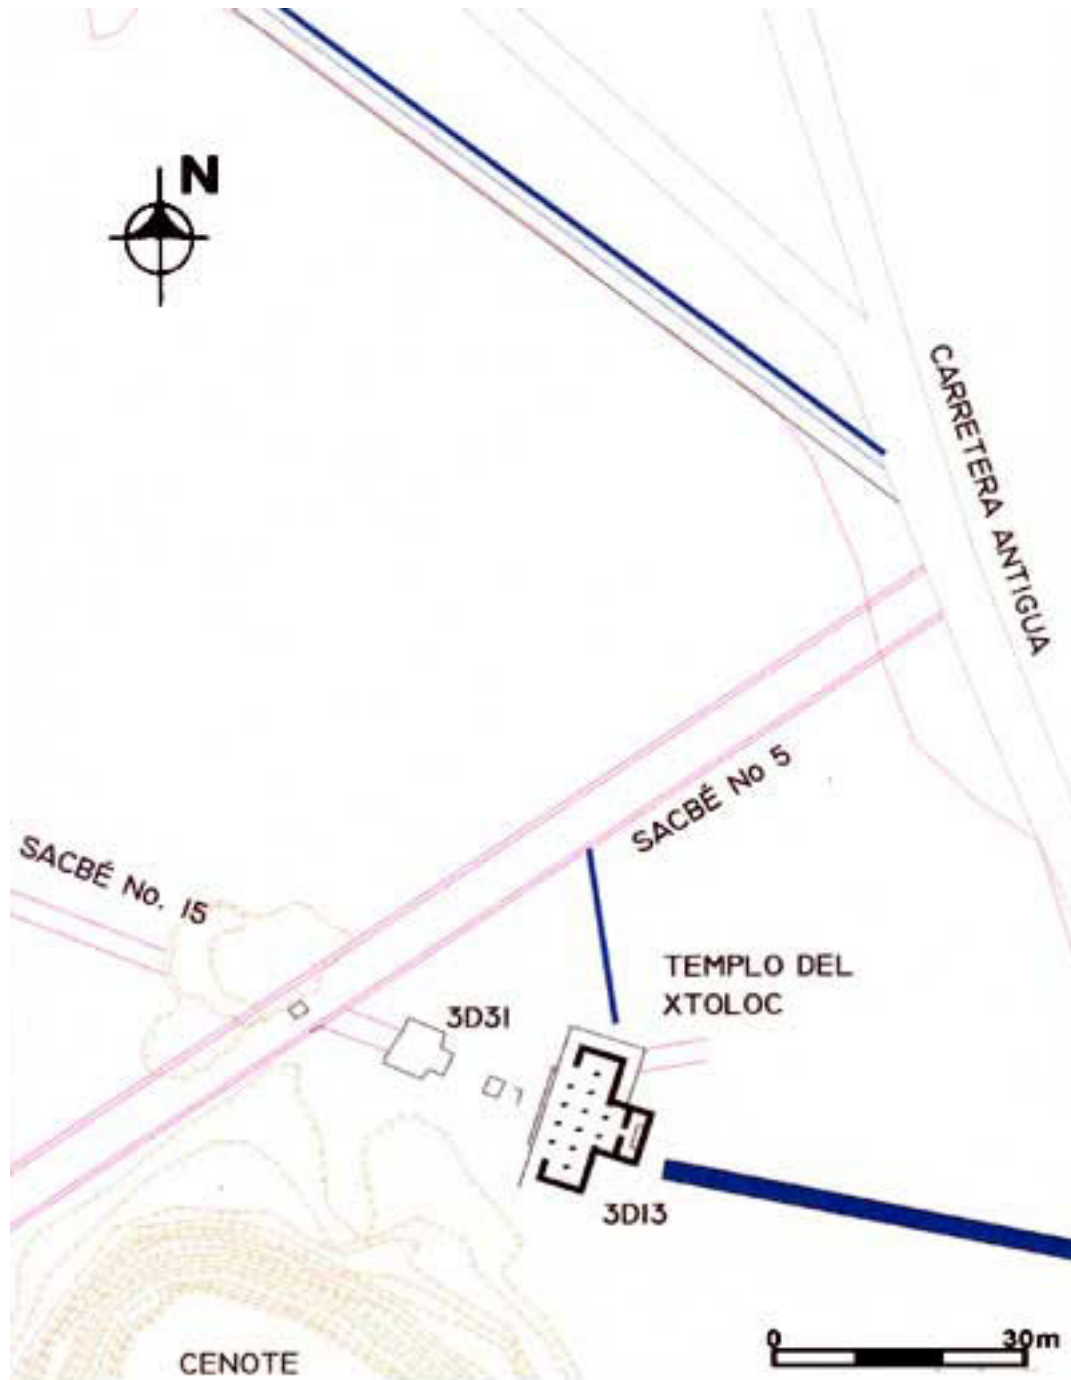 N
CARRETERA ANTIGUA
SACBÉ No 5
SACBÉ No. 15
TEMPLO DEL
XTOLOC
3D31
3D13
CENOTE
0 30m